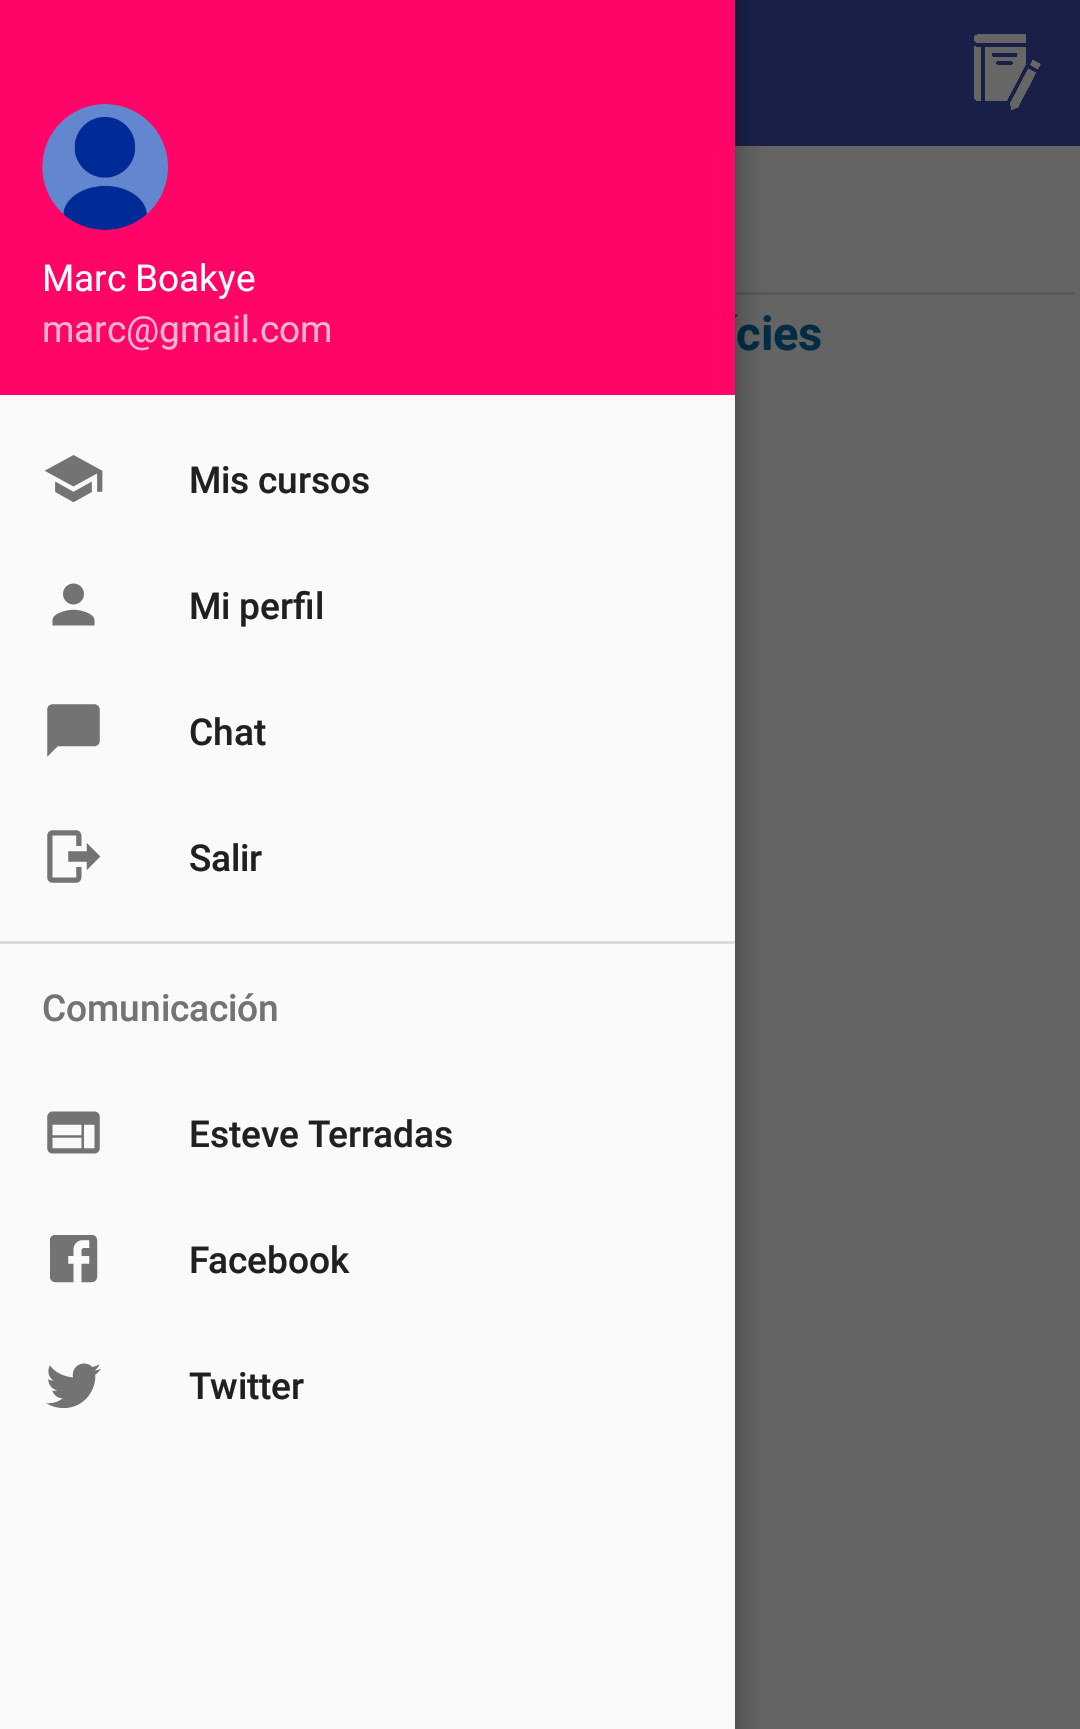 Marc Boakye
marc@gmail.com
cies
Mis cursos
Mi perfil
Chat
Salir
Comunicación
Esteve Terradas
Facebook
Twitter